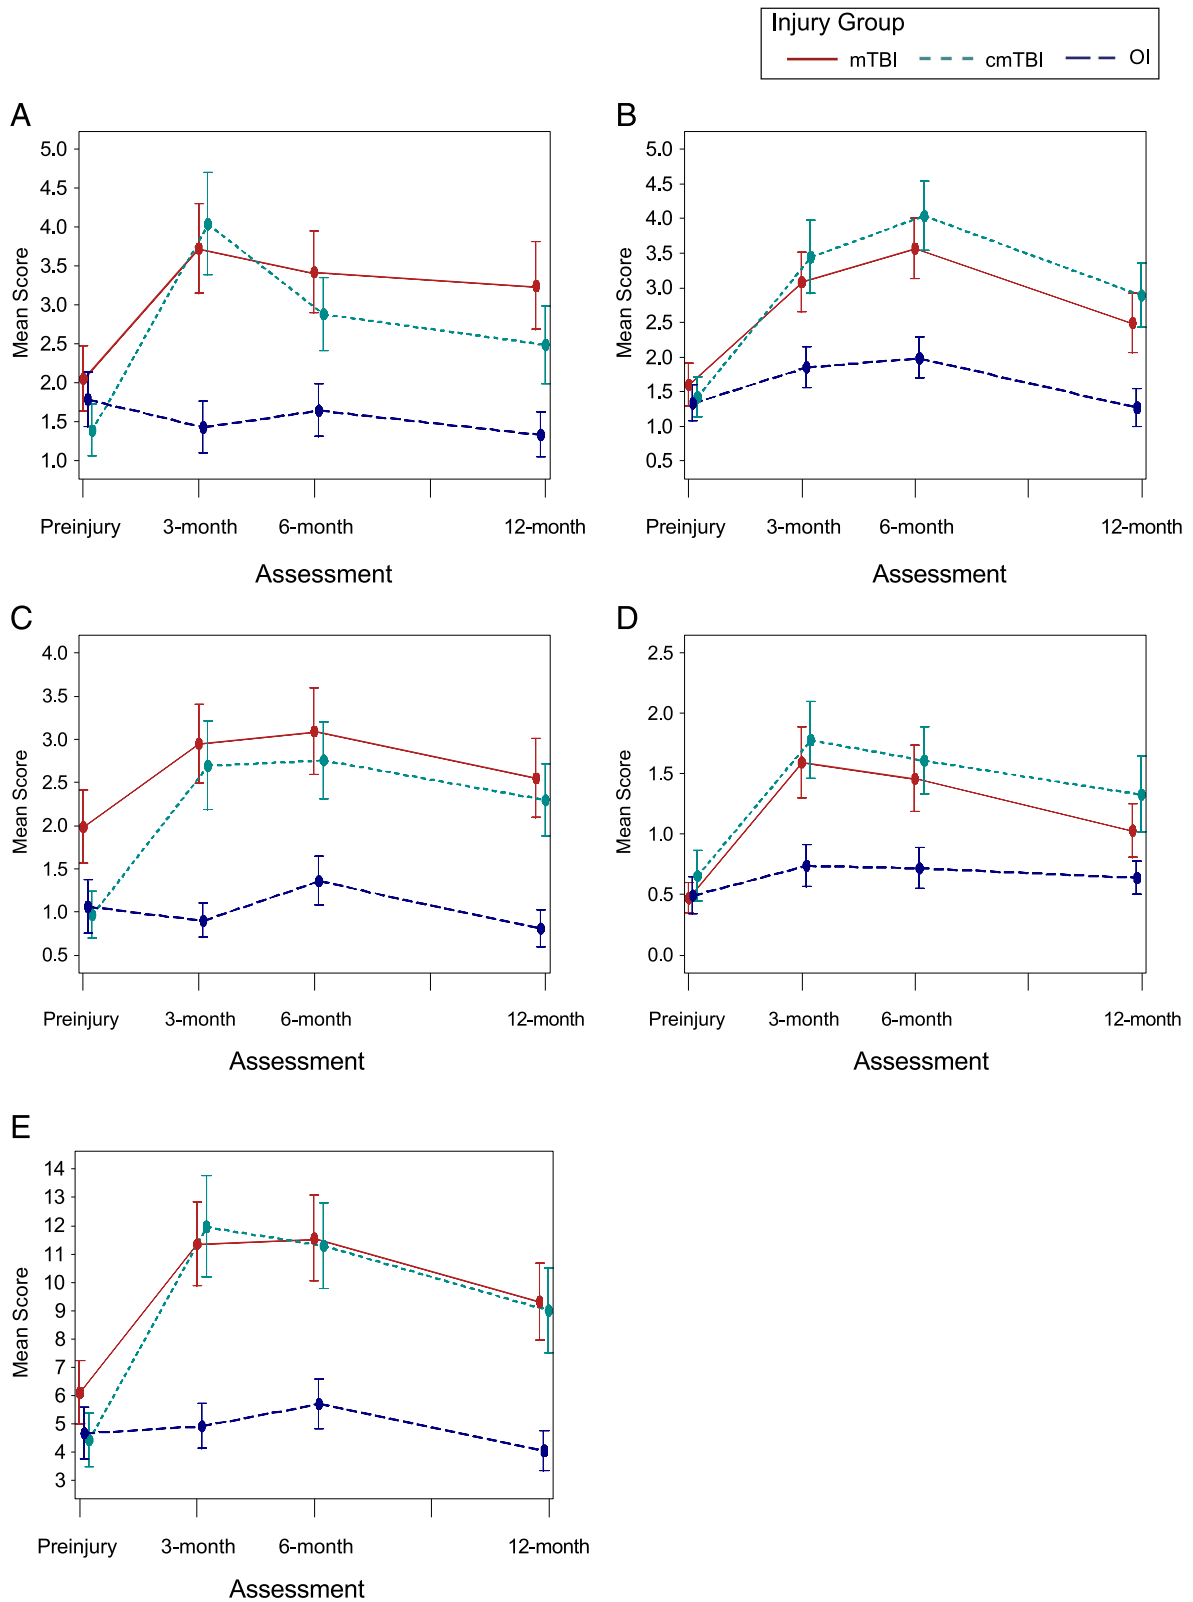 Injury Group
mTBI cmTBI OI
A
5.0
4.5
4.0
3.5
3.0
2.5
2.0
1.5
1.0
Mean Score
Preinjury 3-month 6-month 12-month
Assessment
B
5.0
4.5
4.0
3.5
3.0
2.5
2.0
1.5
1.0
0.5
Mean Score
Preinjury 3-month 6-month 12-month
Assessment
C
4.0
3.5
3.0
2.5
2.0
1.5
1.0
0.5
Mean Score
Preinjury 3-month 6-month 12-month
Assessment
D
2.5
2.0
1.5
1.0
0.5
0.0
Mean Score
Preinjury 3-month 6-month 12-month
Assessment
E
14
13
12
11
10
9
8
7
6
5
4
3
Mean Score
Preinjury 3-month 6-month 12-month
Assessment